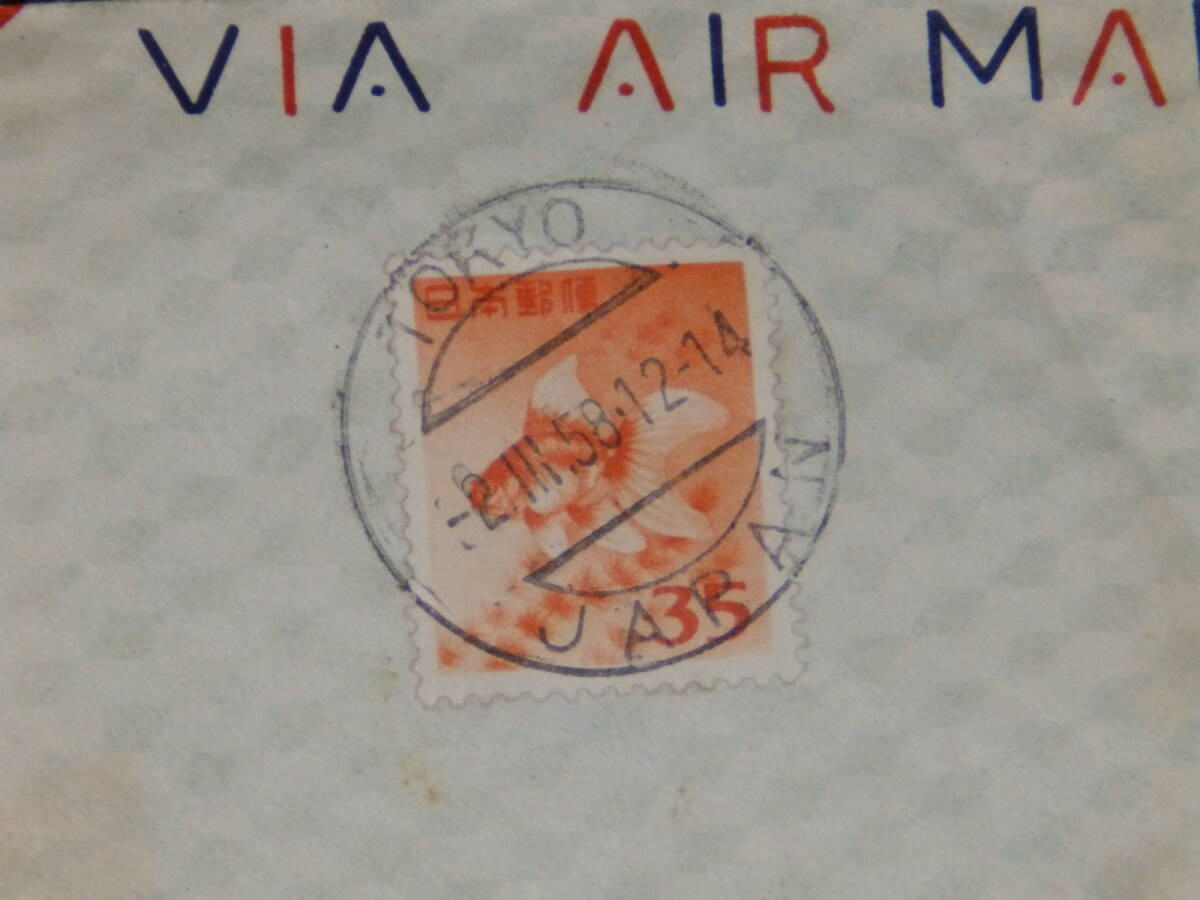 VIA AIR MA
TOKYO
日本郵便
-2.III.58.12-14
35
JAPAN